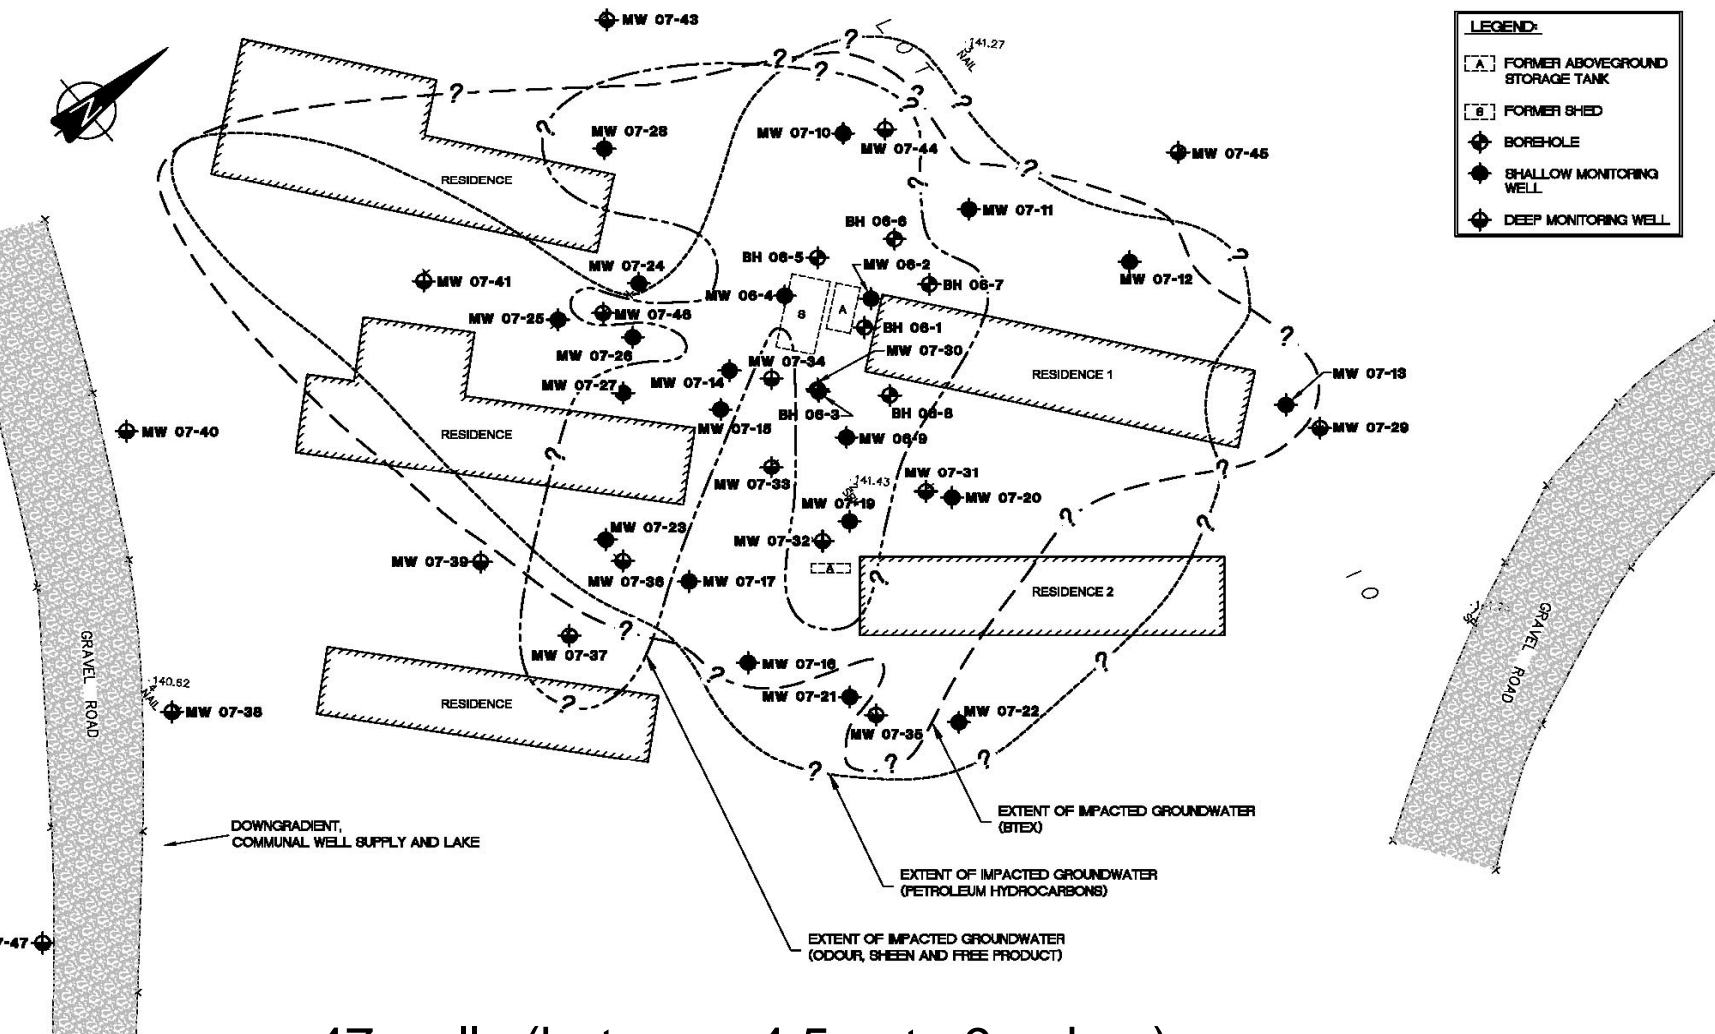 MW 07-43
LOT
141.27
NAIL
LEGEND:
A FORMER ABOVEGROUND
STORAGE TANK
S FORMER SHED
BOREHOLE
SHALLOW MONITORING
WELL
DEEP MONITORING WELL
N
MW 07-28
MW 07-10
MW 07-44
MW 07-45
RESIDENCE
MW 07-11
BH 06-6
BH 06-5
MW 06-2
MW 07-24
MW 07-41
MW 06-4
BH 06-7
MW 07-12
S
A
MW 07-25
MW 07-46
BH 06-1
MW 07-26
MW 07-30
MW 07-34
MW 07-27
MW 07-14
RESIDENCE 1
MW 07-13
BH 06-3
BH 06-8
MW 07-15
MW 07-40
RESIDENCE
MW 06-9
MW 07-29
MW 07-33
141.43
MW 07-31
MW 07-20
MW 07-19
MW 07-23
MW 07-32
MW 07-39
MW 07-36
MW 07-17
A
RESIDENCE 2
LO
MW 07-37
MW 07-16
RESIDENCE
MW 07-21
MW 07-22
MW 07-35
GRAVEL ROAD
140.52
NAIL
MW 07-38
GRAVEL ROAD
DOWNGRADIENT,
COMMUNAL WELL SUPPLY AND LAKE
EXTENT OF IMPACTED GROUNDWATER
(BTEX)
EXTENT OF IMPACTED GROUNDWATER
(PETROLEUM HYDROCARBONS)
7-47
EXTENT OF IMPACTED GROUNDWATER
(ODOUR, SHEEN AND FREE PRODUCT)